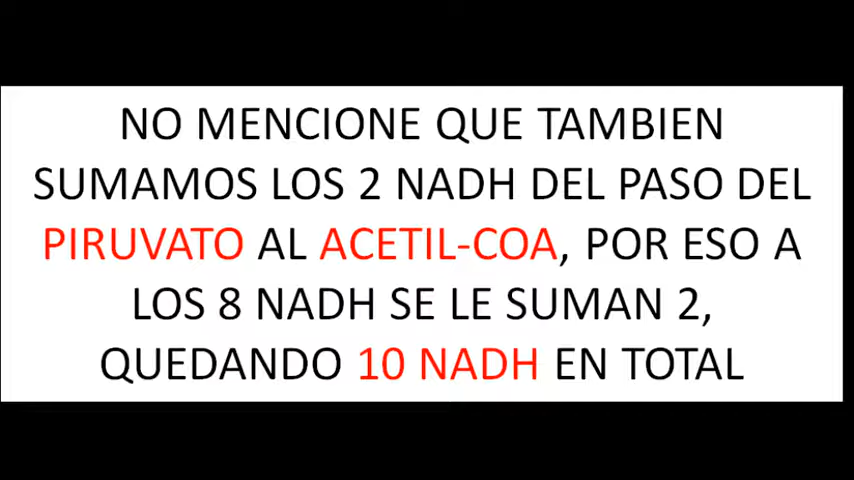 NO MENCIONE QUE TAMBIEN
SUMAMOS LOS 2 NADH DEL PASO DEL
PIRUVATO AL ACETIL-COA, POR ESO A
LOS 8 NADH SE LE SUMAN 2,
QUEDANDO 10 NADH EN TOTAL